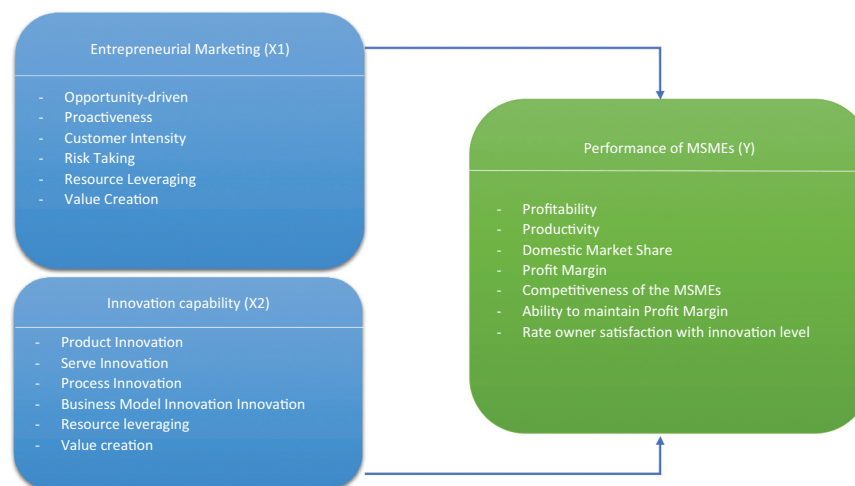 Entrepreneurial Marketing (X1)
- Opportunity-driven
- Proactiveness
- Customer Intensity
- Risk Taking
- Resource Leveraging
- Value Creation
Innovation capability (X2)
- Product Innovation
- Serve Innovation
- Process Innovation
- Business Model Innovation Innovation
- Resource leveraging
- Value creation
Performance of MSMEs (Y)
- Profitability
- Productivity
- Domestic Market Share
- Profit Margin
- Competitiveness of the MSMEs
- Ability to maintain Profit Margin
- Rate owner satisfaction with innovation level